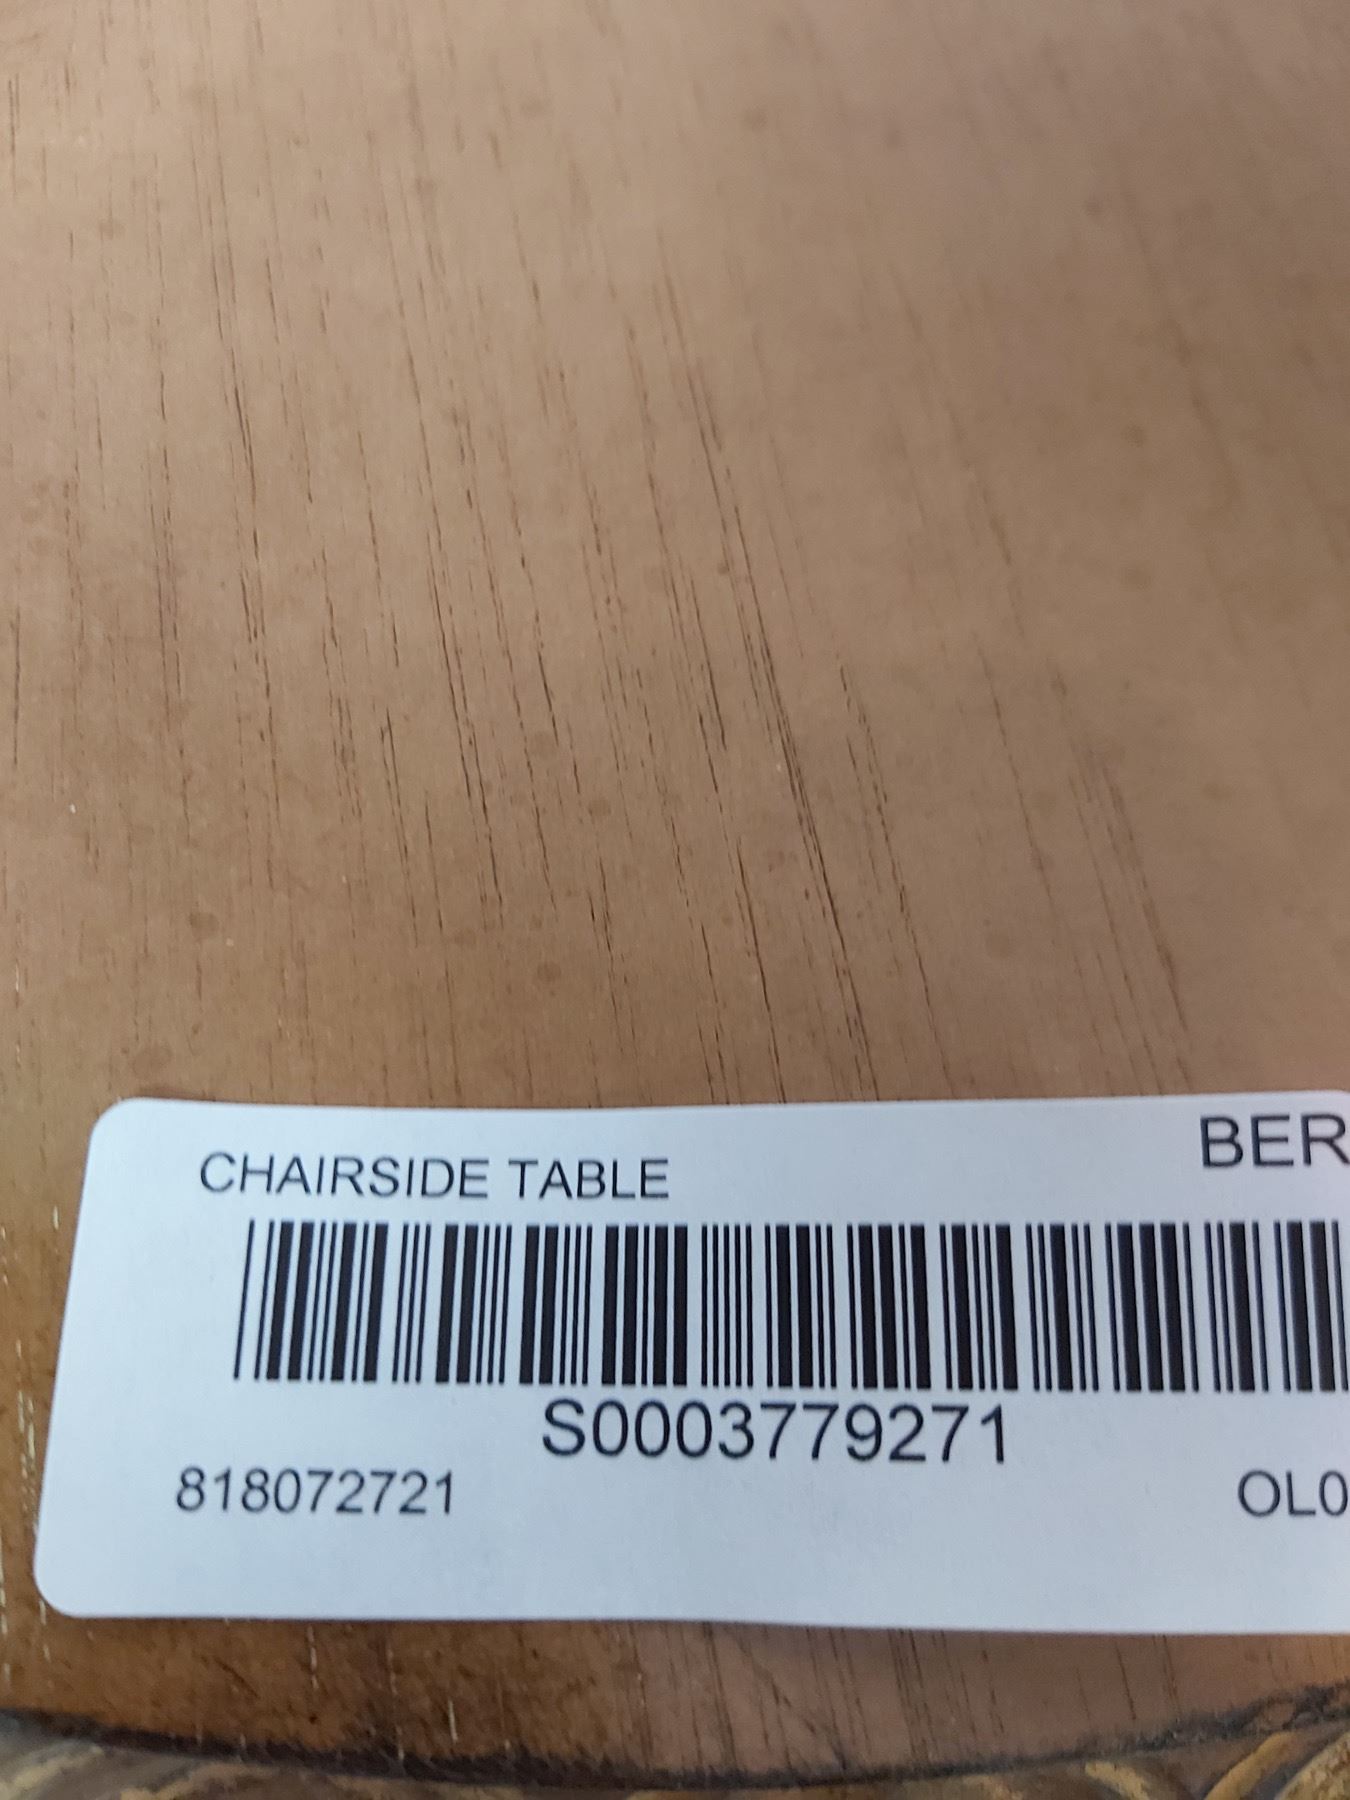 CHAIRSIDE TABLE
BER
S0003779271
818072721
OL0